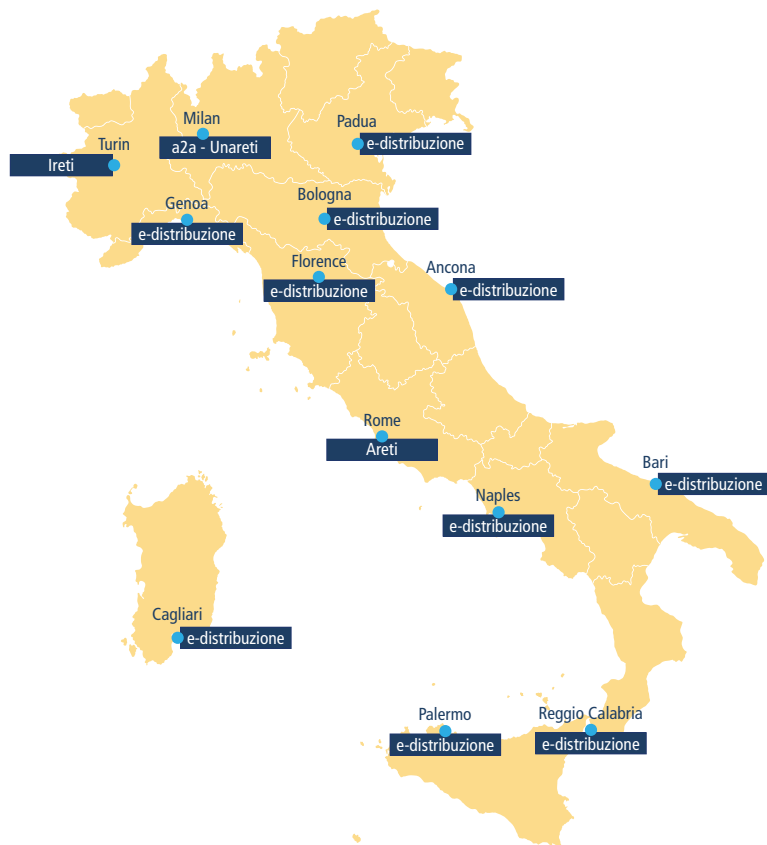 Milan
a2a - Unareti
Padua
e-distribuzione
Turin
Ireti
Genoa
e-distribuzione
Bologna
e-distribuzione
Florence
e-distribuzione
Ancona
e-distribuzione
Rome
Areti
Bari
e-distribuzione
Naples
e-distribuzione
Cagliari
e-distribuzione
Palermo
e-distribuzione
Reggio Calabria
e-distribuzione